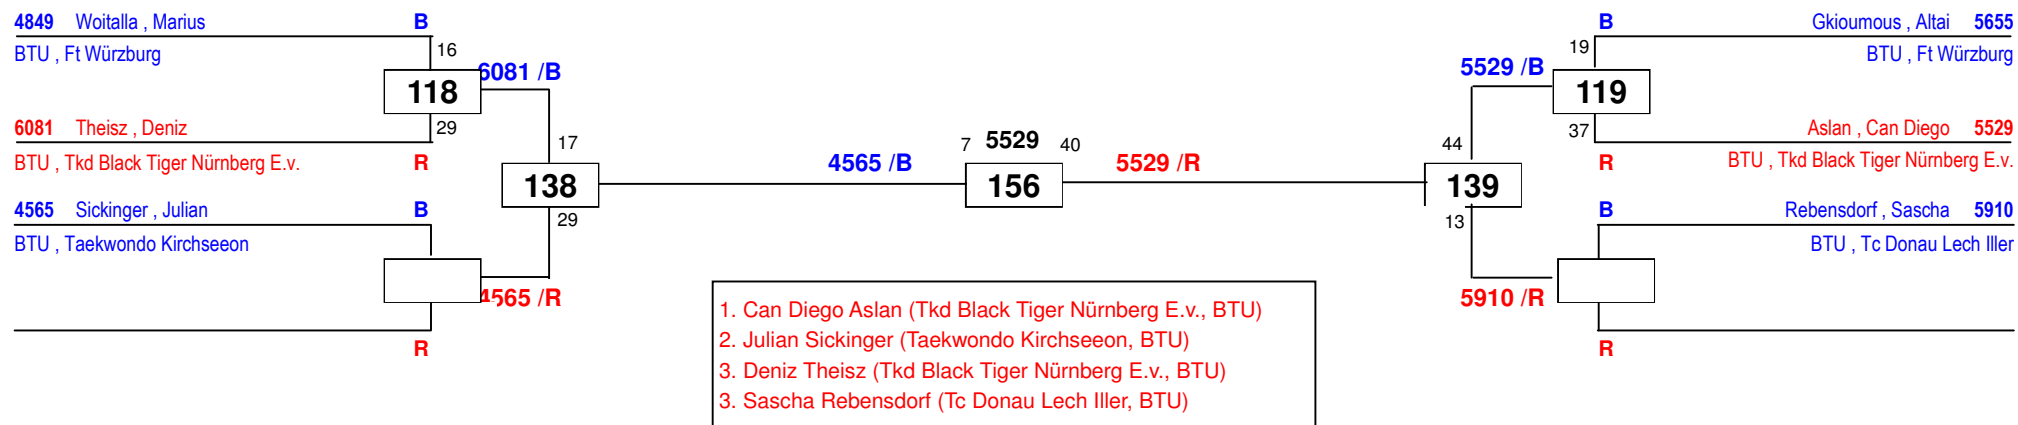 4849 Woitalla , Marius B
BTU , Ft Würzburg
16
118
6081 /B
6081 Theisz , Deniz
29
BTU , Tkd Black Tiger Nürnberg E.v. R
17
138
29
4565 Sickinger , Julian B
BTU , Taekwondo Kirchseeon
4565 /R
R
4565 /B
7 5529 40
156
5529 /R
B Gkioumous , Altai 5655
19
BTU , Ft Würzburg
5529 /B
119
37
Aslan , Can Diego 5529
R BTU , Tkd Black Tiger Nürnberg E.v.
44
139
13
B Rebensdorf , Sascha 5910
BTU , Tc Donau Lech Iller
5910 /R
R
1. Can Diego Aslan (Tkd Black Tiger Nürnberg E.v., BTU)
2. Julian Sickinger (Taekwondo Kirchseeon, BTU)
3. Deniz Theisz (Tkd Black Tiger Nürnberg E.v., BTU)
3. Sascha Rebensdorf (Tc Donau Lech Iller, BTU)